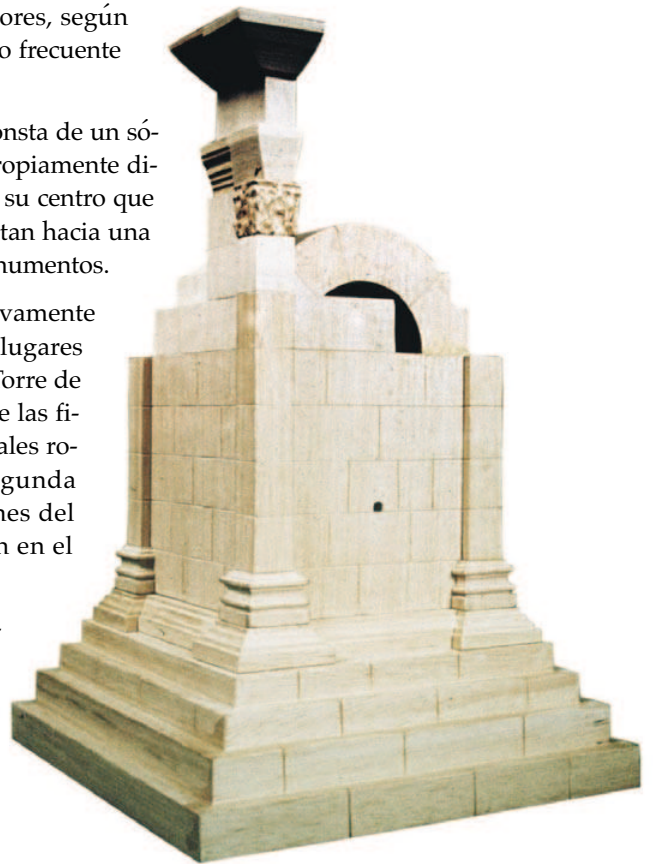 ores, según
o frecuente
onsta de un só-
ropiamente di-
su centro que
tan hacia una
numentos.
vamente
lugares
Torre de
e las fi-
ales ro-
gunda
nes del
n en el